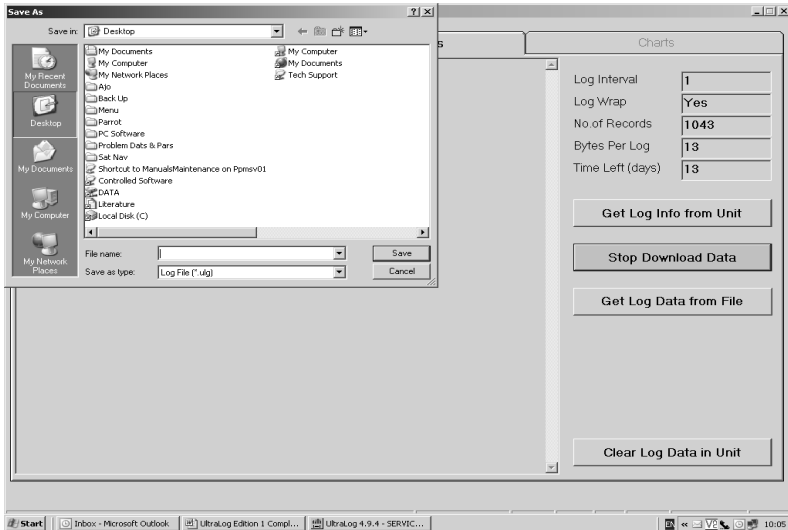 Save As
Save in:
Desktop
My Recent
Documents
Desktop
My Documents
My Computer
My Network
Places
My Documents
My Computer
My Network Places
Ajo
Back Up
Menu
Parrot
PC Software
Problem Dats & Pars
Sat Nav
Shortcut to ManualsMaintenance on Ppmsv01
Controlled Software
DATA
Literature
Local Disk (C)
My Computer
My Documents
Tech Support
File name:
Save
Save as type:
Log File (*.ulg)
Cancel
Charts
Log Interval
1
Log Wrap
Yes
No.of Records
1043
Bytes Per Log
13
Time Left (days)
13
Get Log Info from Unit
Stop Download Data
Get Log Data from File
Clear Log Data in Unit
Start
Inbox - Microsoft Outlook
UltraLog Edition 1 Compl...
UltraLog 4.9.4 - SERVIC...
EN
10:05